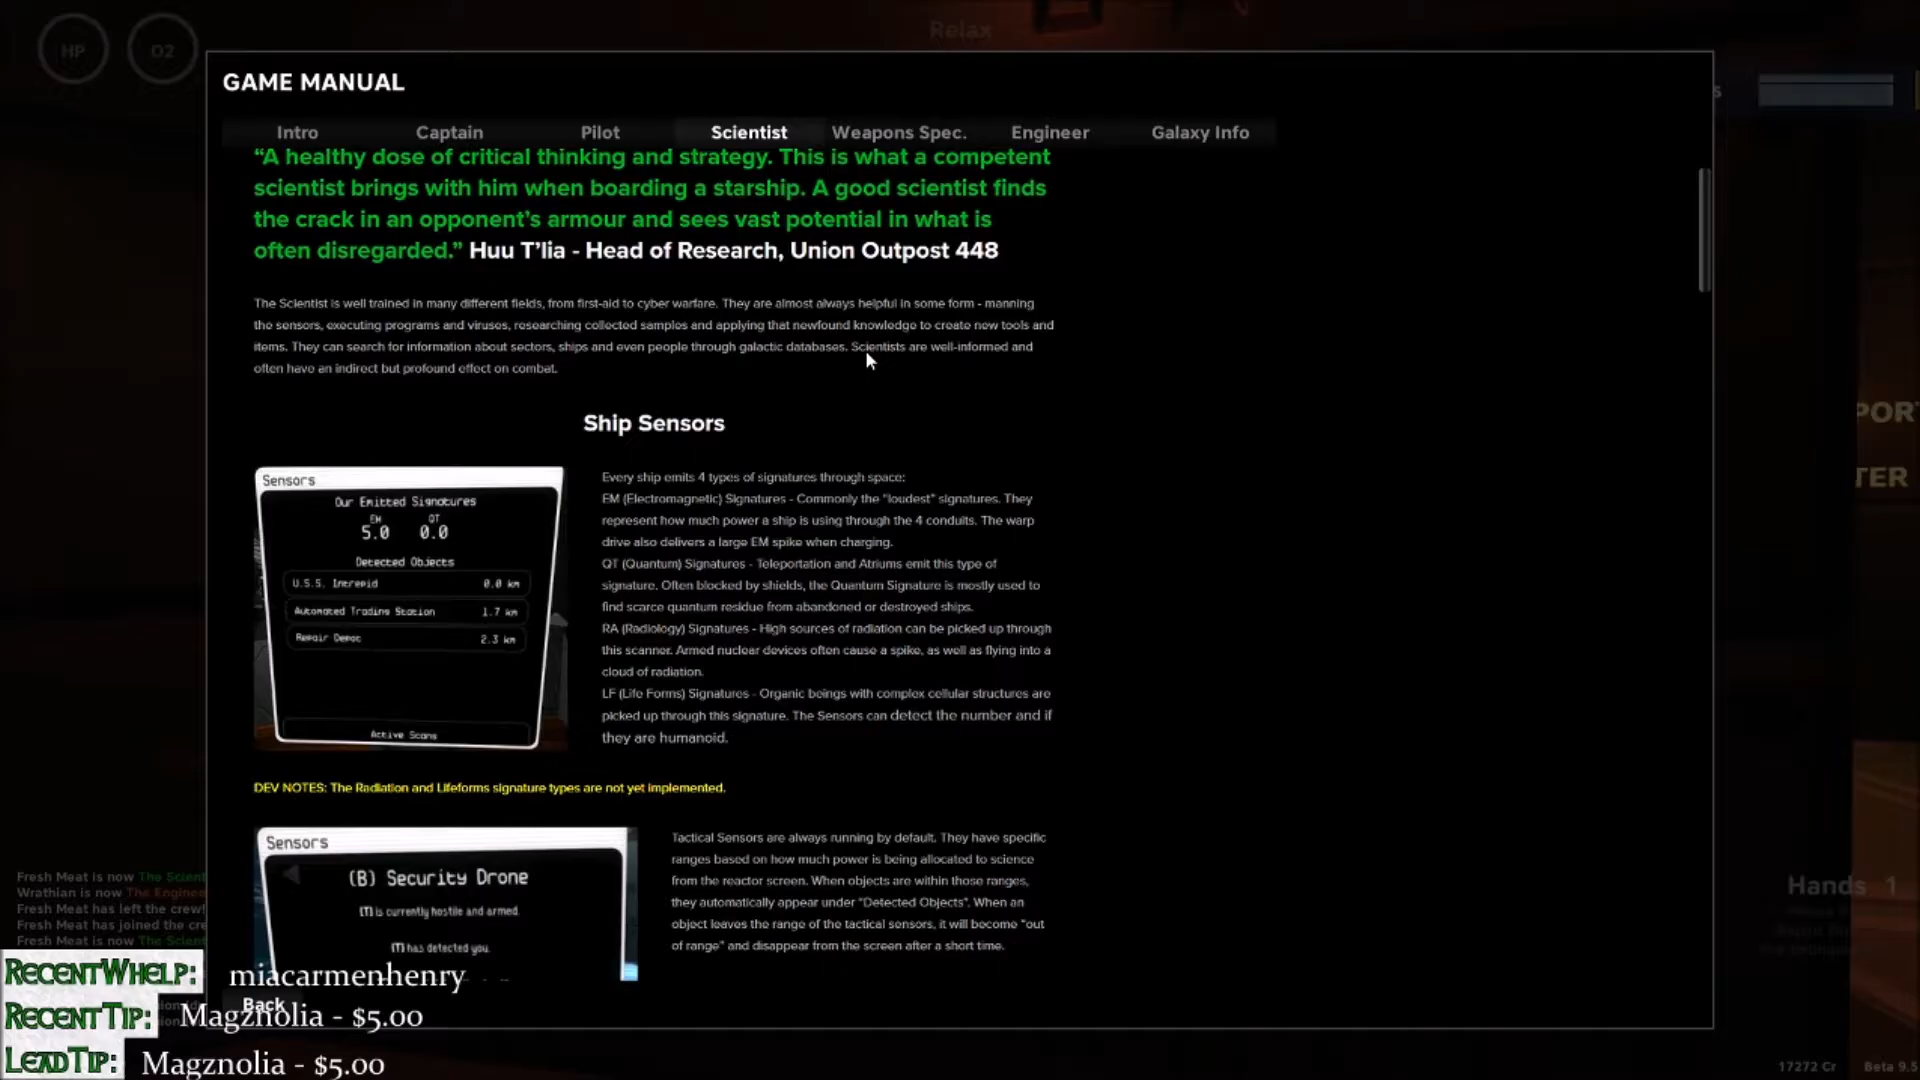 HP
O2
Relax
s
GAME MANUAL
Intro Captain Pilot Scientist Weapons Spec. Engineer Galaxy Info
“A healthy dose of critical thinking and strategy. This is what a competent
scientist brings with him when boarding a starship. A good scientist finds
the crack in an opponent’s armour and sees vast potential in what is
often disregarded.” Huu T’lia - Head of Research, Union Outpost 448
The Scientist is well trained in many different fields, from first-aid to cyber warfare. They are almost always helpful in some form - manning
the sensors, executing programs and viruses, researching collected samples and applying that newfound knowledge to create new tools and
items. They can search for information about sectors, ships and even people through galactic databases. Scientists are well-informed and
often have an indirect but profound effect on combat.
Ship Sensors
Sensors
Our Emitted Signatures
EM QT
5.0 0.0
Detected Objects
U.S.S. Intrepid 0.0 km
Automated Trading Station 1.7 km
Repair Depot 2.3 km
Active Scans
Every ship emits 4 types of signatures through space:
EM (Electromagnetic) Signatures - Commonly the "loudest" signatures. They
represent how much power a ship is using through the 4 conduits. The warp
drive also delivers a large EM spike when charging.
QT (Quantum) Signatures - Teleportation and Atriums emit this type of
signature. Often blocked by shields, the Quantum Signature is mostly used to
find scarce quantum residue from abandoned or destroyed ships.
RA (Radiology) Signatures - High sources of radiation can be picked up through
this scanner. Armed nuclear devices often cause a spike, as well as flying into a
cloud of radiation.
LF (Life Forms) Signatures - Organic beings with complex cellular structures are
picked up through this signature. The Sensors can detect the number and if
they are humanoid.
DEV NOTES: The Radiation and Lifeforms signature types are not yet implemented.
Sensors
(B) Security Drone
[T] is currently hostile and armed.
[T] has detected you.
Tactical Sensors are always running by default. They have specific
ranges based on how much power is being allocated to science
from the reactor screen. When objects are within those ranges,
they automatically appear under "Detected Objects". When an
object leaves the range of the tactical sensors, it will become "out
of range" and disappear from the screen after a short time.
Back
POR
TER
Hands 1
Fresh Meat is now The Scient
Wrathian is now The Engine
Fresh Meat has left the crew!
Fresh Meat has joined the cre
Fresh Meat is now The Scient
RECENTWHELP: miacarmenhenry
RECENTTIP: Magznolia - $5.00
LEADTIP: Magznolia - $5.00
17272 Cr Beta 9.5